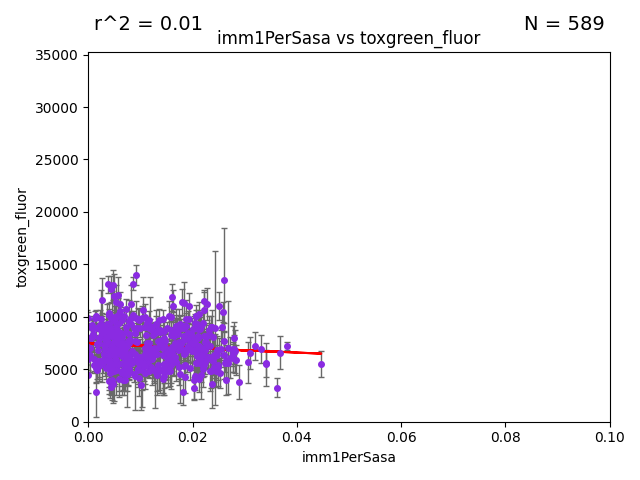 r^2 = 0.01
N = 589
imm1PerSasa vs toxgreen_fluor
35000
30000
25000
20000
15000
10000
5000
0
toxgreen_fluor
0.00
0.02
0.04
0.06
0.08
0.10
imm1PerSasa